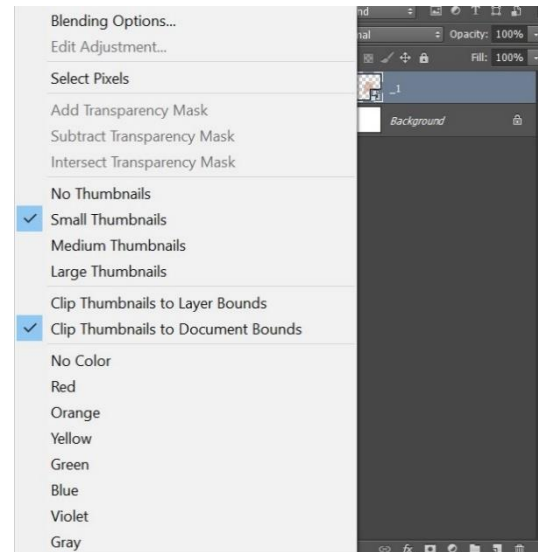 Blending Options...
Edit Adjustment...
Select Pixels
Add Transparency Mask
Subtract Transparency Mask
Intersect Transparency Mask
No Thumbnails
Small Thumbnails
Medium Thumbnails
Large Thumbnails
Clip Thumbnails to Layer Bounds
Clip Thumbnails to Document Bounds
No Color
Red
Orange
Yellow
Green
Blue
Violet
Gray
nd
nal Opacity: 100%
Fill: 100%
_1
Background
fx